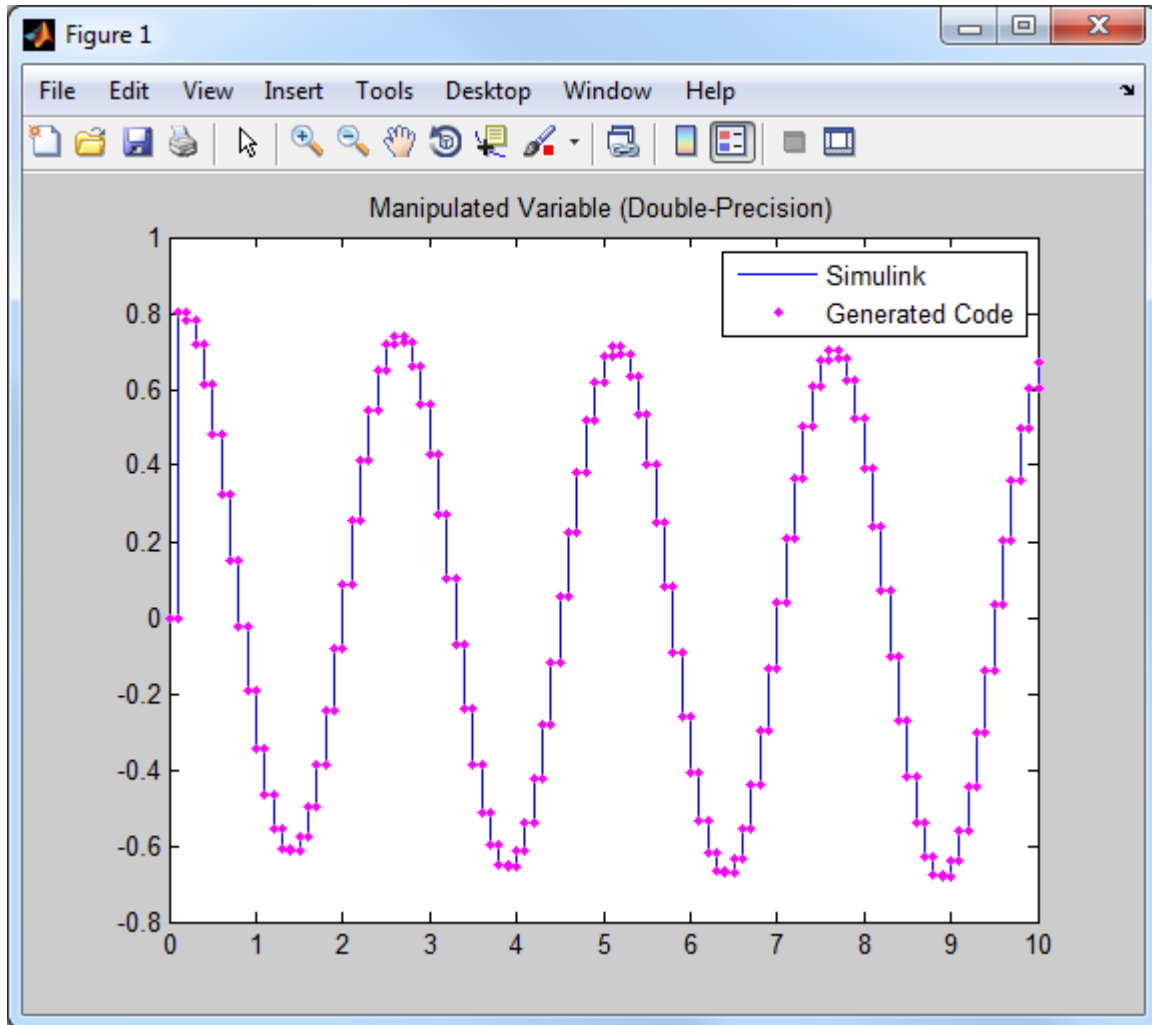 Figure 1
File Edit View Insert Tools Desktop Window Help
Manipulated Variable (Double-Precision)
Simulink
Generated Code
1
0.8
0.6
0.4
0.2
0
-0.2
-0.4
-0.6
-0.8
0 1 2 3 4 5 6 7 8 9 10